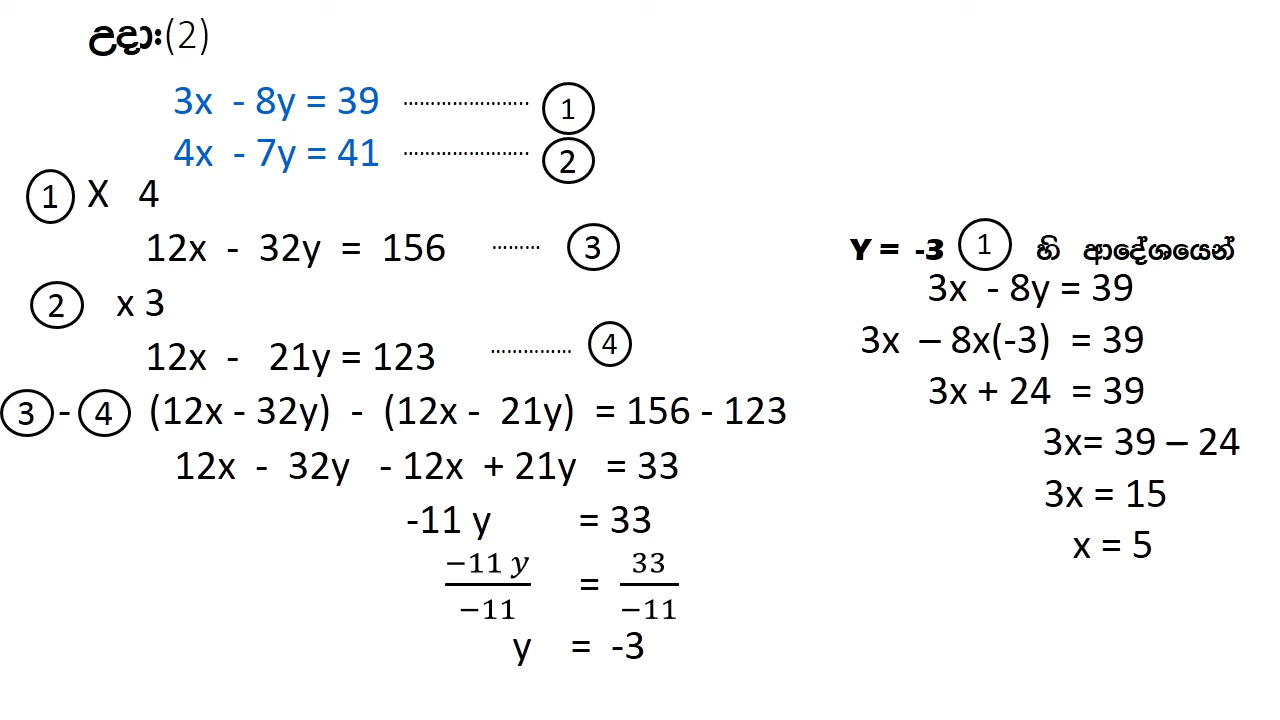 උදා:(2)
3x - 8y = 39 ....................... ①
4x - 7y = 41 ....................... ②
① X 4
12x - 32y = 156 ......... ③
② x 3
12x - 21y = 123 ............... ④
③ - ④ (12x - 32y) - (12x - 21y) = 156 - 123
12x - 32y - 12x + 21y = 33
-11 y = 33
−11 y / −11 = 33 / −11
y = -3
Y = -3 ① හි ආදේශයෙන්
3x - 8y = 39
3x – 8x(-3) = 39
3x + 24 = 39
3x= 39 – 24
3x = 15
x = 5